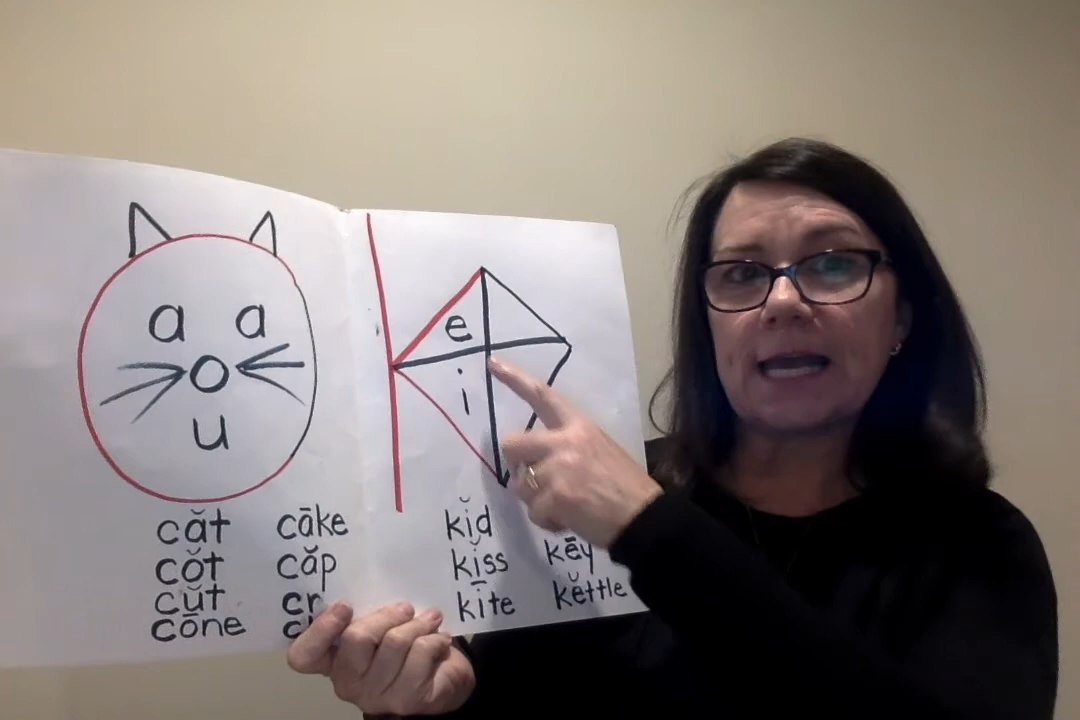 a a
o
u
căt cāke
cŏt căp
cŭt
cōne
e
i
kĭd
kĭss kēy
kīte kĕttle